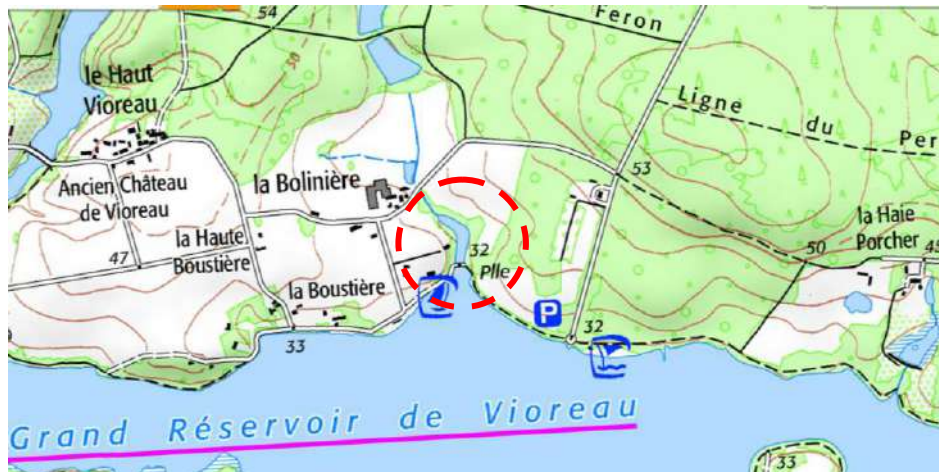 54
Feron
le Haut
Vioreau
50
Ligne du Per
53
Ancien Château
de Vioreau
la Bolinière
la Haie
Porcher
la Haute
Boustière
47
32
Plle
50
45
la Boustière
P
33
32
Grand Réservoir de Vioreau
33